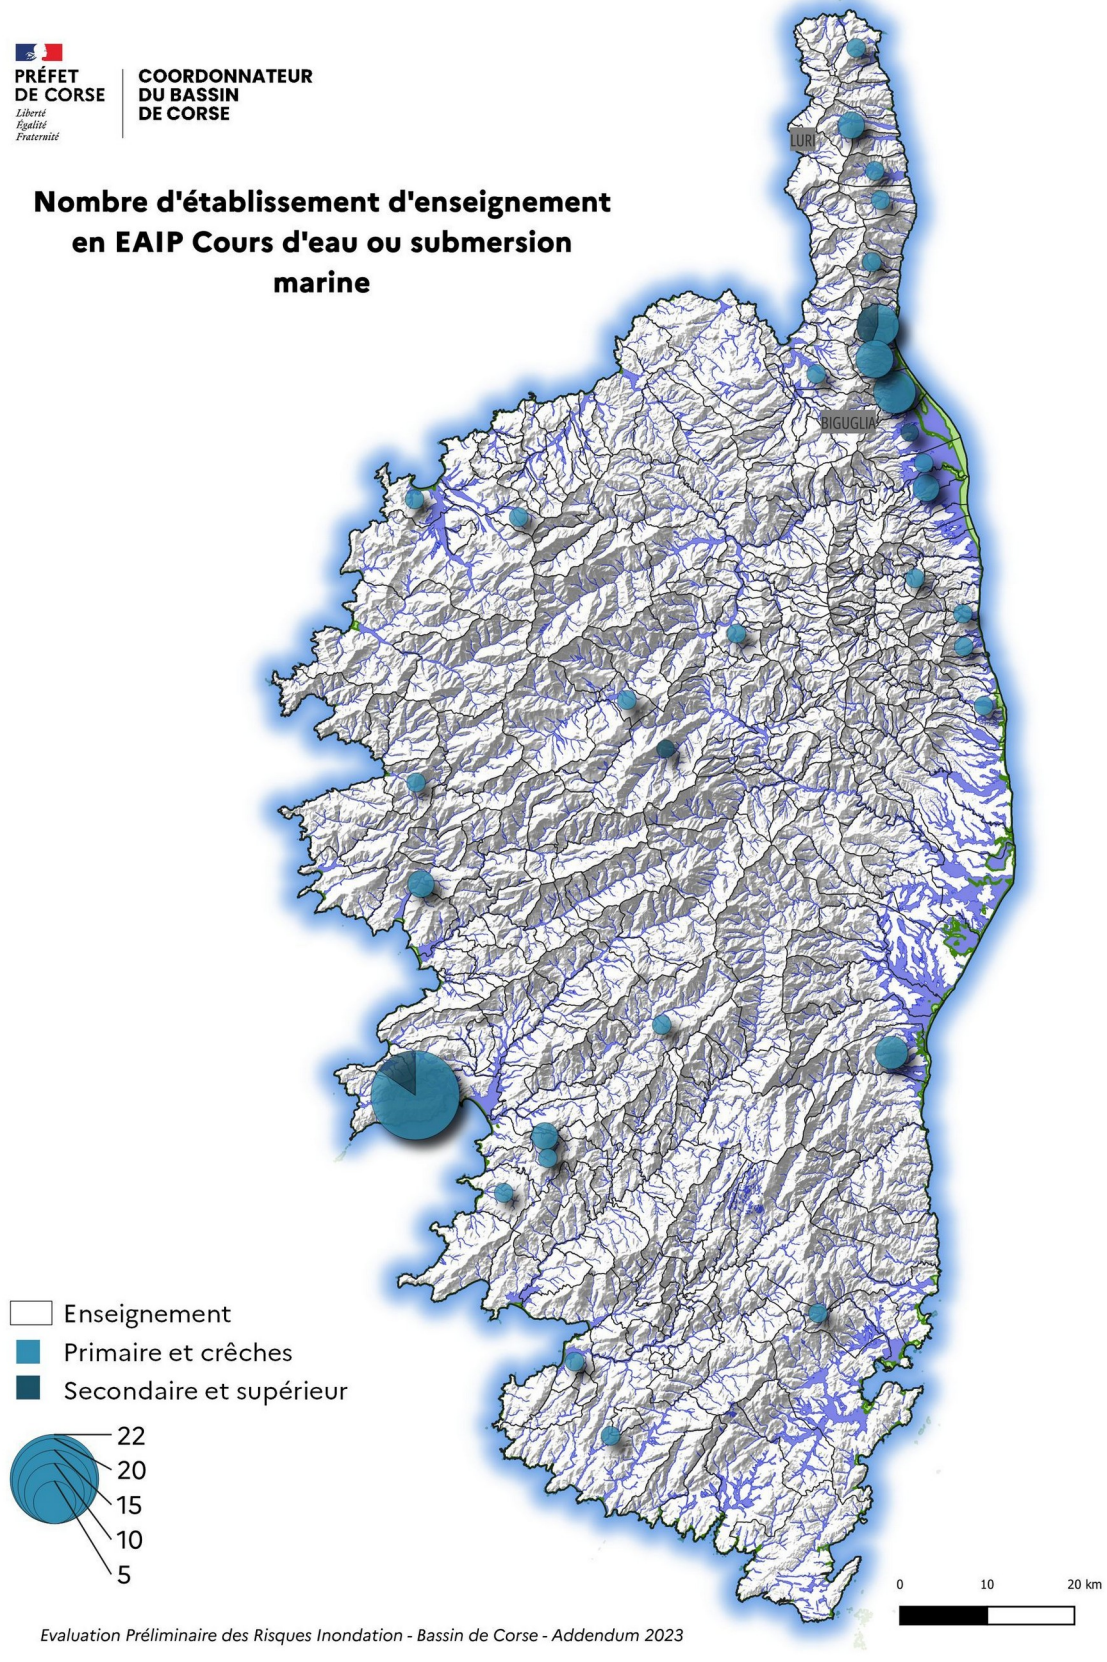 PRÉFET
DE CORSE
Liberté
Égalité
Fraternité
COORDONNATEUR
DU BASSIN
DE CORSE
Nombre d'établissement d'enseignement
en EAIP Cours d'eau ou submersion
marine
LURI
BIGUGLIA
Enseignement
Primaire et crêches
Secondaire et supérieur
22
20
15
10
5
0 10 20 km
Evaluation Préliminaire des Risques Inondation - Bassin de Corse - Addendum 2023